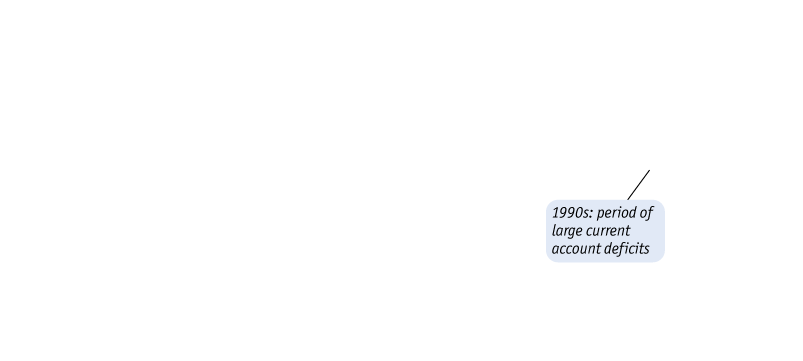 1990s: period of
large current
account deficits